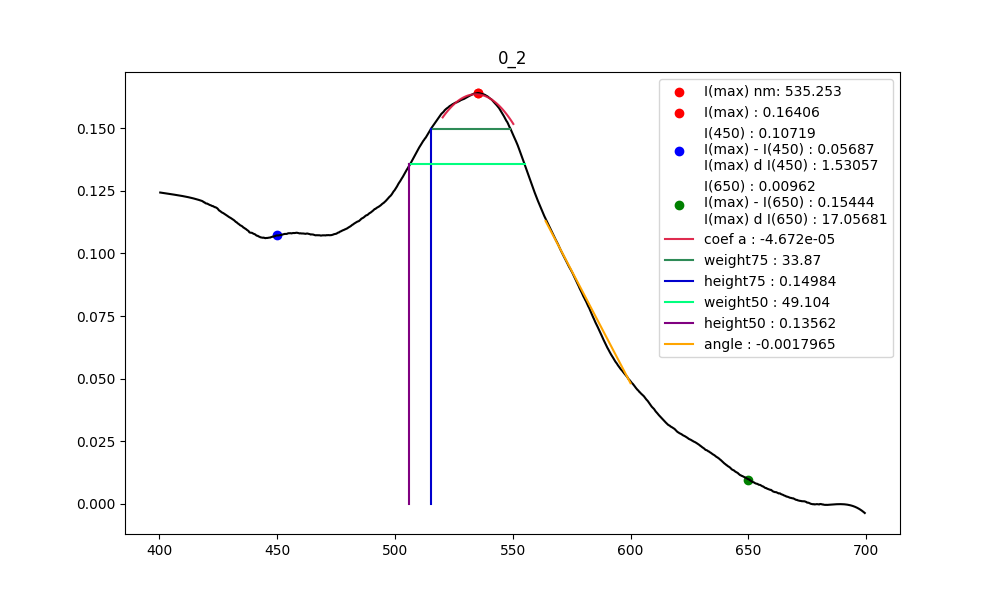 0_2
I(max) nm: 535.253
I(max) : 0.16406
I(450) : 0.10719
I(max) - I(450) : 0.05687
I(max) d I(450) : 1.53057
I(650) : 0.00962
I(max) - I(650) : 0.15444
I(max) d I(650) : 17.05681
coef a : -4.672e-05
weight75 : 33.87
height75 : 0.14984
weight50 : 49.104
height50 : 0.13562
angle : -0.0017965
0.150
0.125
0.100
0.075
0.050
0.025
0.000
400 450 500 550 600 650 700